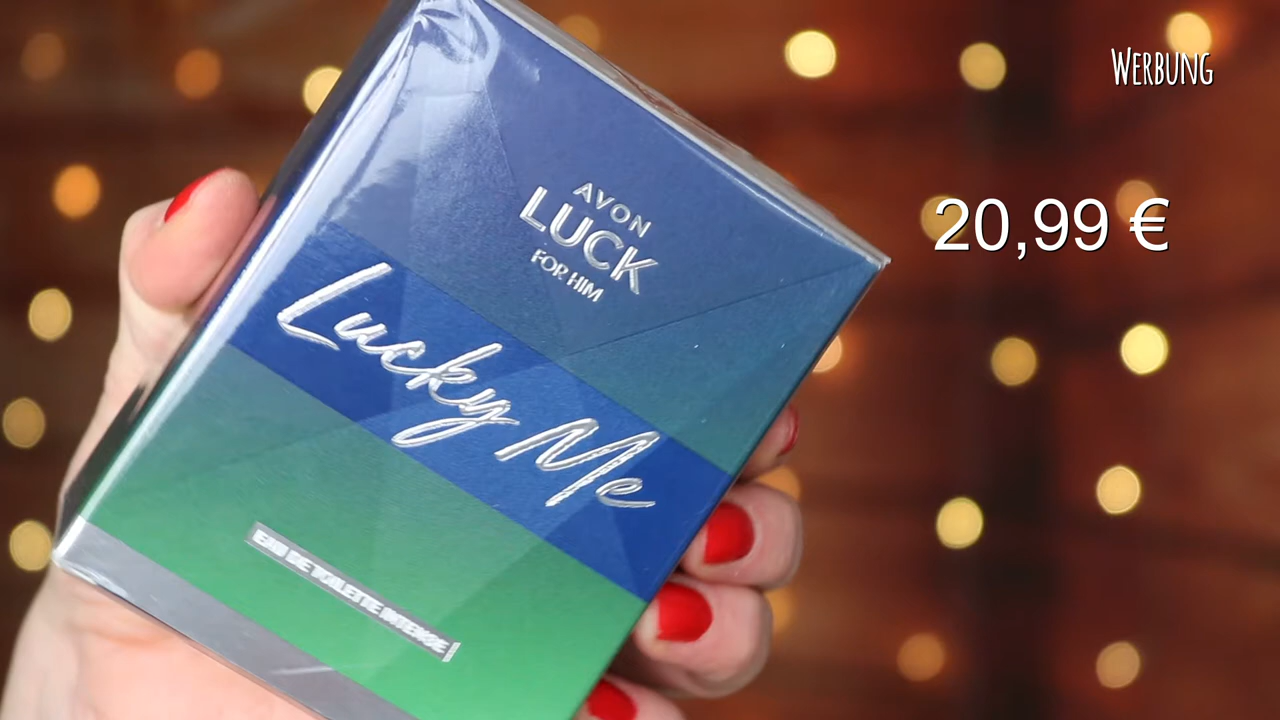 WERBUNG
20,99 €
AVON
LUCK
FOR HIM
Lucky Me
EAU DE TOILETTE INTENSE